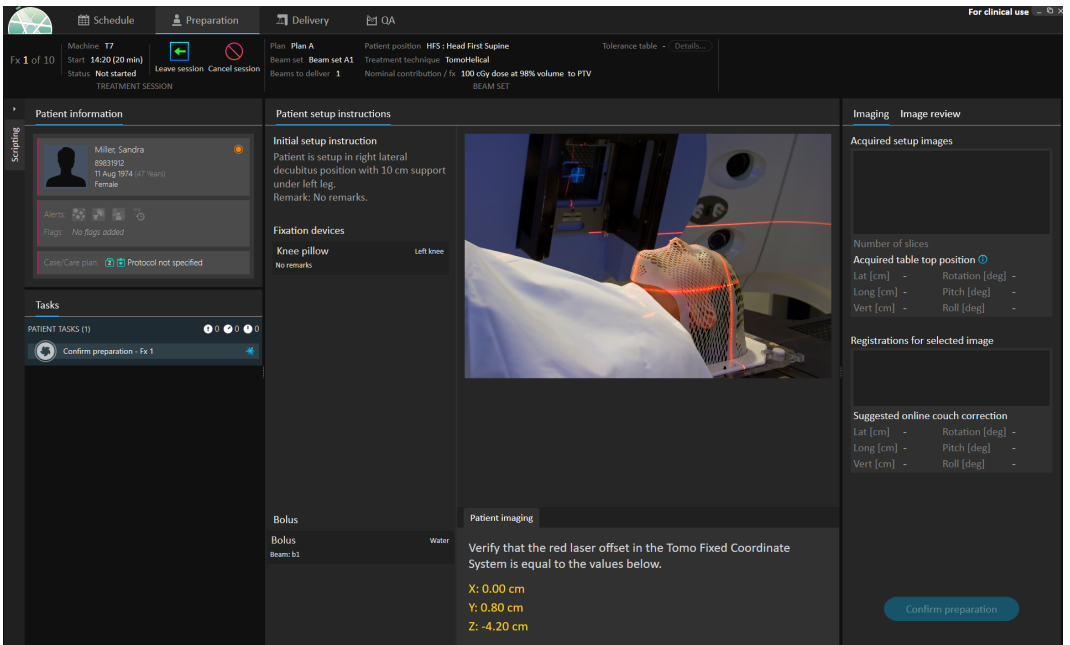 Schedule
Preparation
Delivery
QA
For clinical use
Fx 1 of 10
Machine T7
Start 14:20 (20 min)
Status Not started
Leave session
Cancel session
TREATMENT SESSION
Plan Plan A
Beam set Beam set A1
Beams to deliver 1
Patient position HFS : Head First Supine
Treatment technique TomoHelical
Nominal contribution / fx 100 cGy dose at 98% volume to PTV
Tolerance table - Details...
BEAM SET
Scripting
Patient information
Miller, Sandra
89831912
11 Aug 1974 (47 Years)
Female
Alerts:
Flags: No flags added
Case/Care plan: 2 Protocol not specified
Tasks
PATIENT TASKS (1) 0 0 0
Confirm preparation - Fx 1
Patient setup instructions
Initial setup instruction
Patient is setup in right lateral
decubitus position with 10 cm support
under left leg.
Remark: No remarks.
Fixation devices
Knee pillow Left knee
No remarks
Bolus
Bolus Water
Beam: b1
Patient imaging
Verify that the red laser offset in the Tomo Fixed Coordinate
System is equal to the values below.
X: 0.00 cm
Y: 0.80 cm
Z: -4.20 cm
Imaging Image review
Acquired setup images
Number of slices
Acquired table top position
Lat [cm] - Rotation [deg] -
Long [cm] - Pitch [deg] -
Vert [cm] - Roll [deg] -
Registrations for selected image
Suggested online couch correction
Lat [cm] - Rotation [deg] -
Long [cm] - Pitch [deg] -
Vert [cm] - Roll [deg] -
Confirm preparation